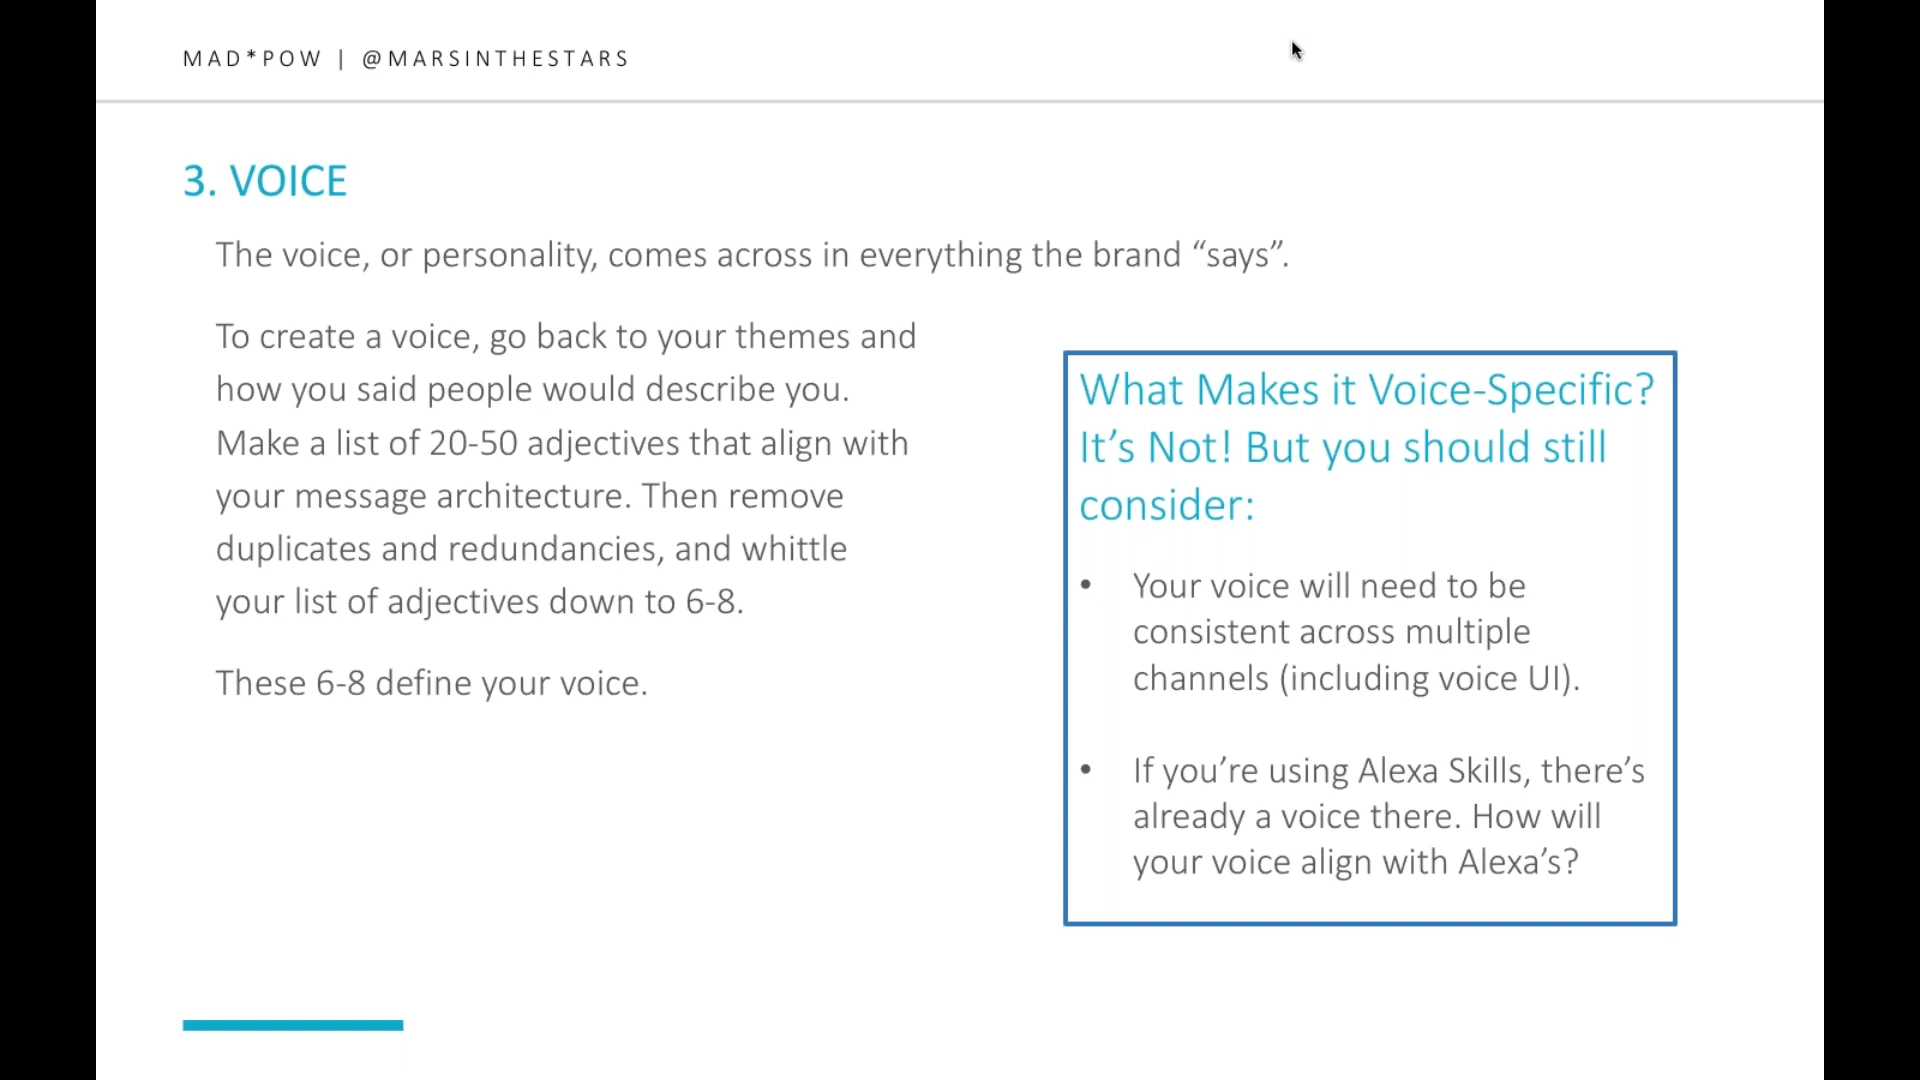 MAD*POW | @MARSINTHESTARS
3. VOICE
The voice, or personality, comes across in everything the brand “says”.
To create a voice, go back to your themes and
how you said people would describe you.
Make a list of 20-50 adjectives that align with
your message architecture. Then remove
duplicates and redundancies, and whittle
your list of adjectives down to 6-8.
These 6-8 define your voice.
What Makes it Voice-Specific?
It’s Not! But you should still
consider:
• Your voice will need to be
consistent across multiple
channels (including voice UI).
• If you’re using Alexa Skills, there’s
already a voice there. How will
your voice align with Alexa’s?